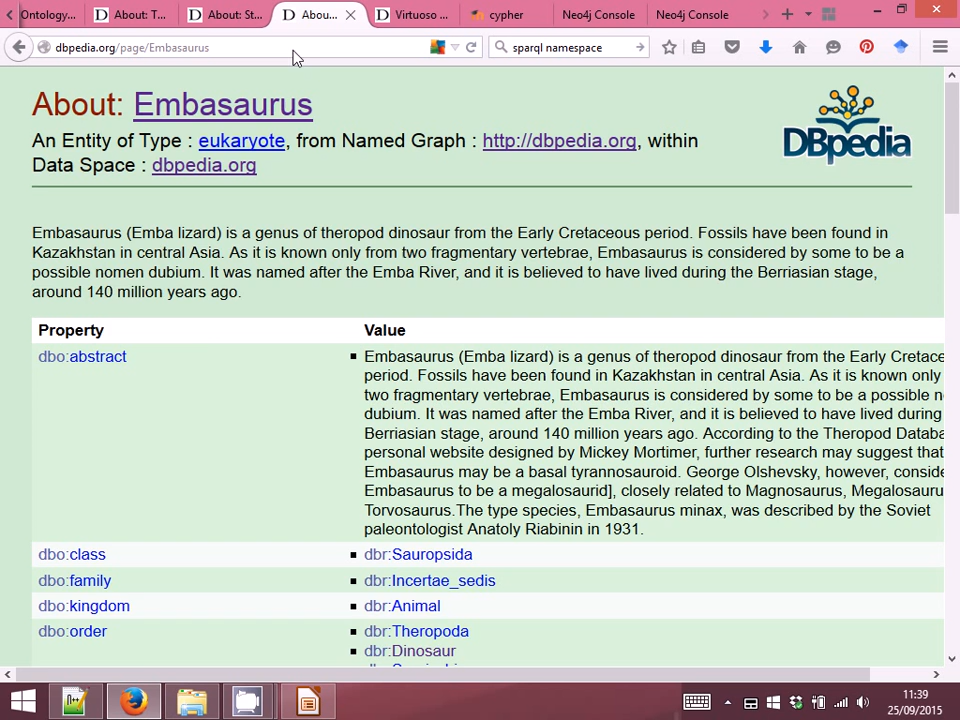 Ontology...
D About: T...
D About: St...
D Abou...
D Virtuoso ...
cypher
Neo4j Console
Neo4j Console
dbpedia.org/page/Embasaurus
sparql namespace
About: Embasaurus
DBpedia
An Entity of Type : eukaryote, from Named Graph : http://dbpedia.org, within
Data Space : dbpedia.org
Embasaurus (Emba lizard) is a genus of theropod dinosaur from the Early Cretaceous period. Fossils have been found in
Kazakhstan in central Asia. As it is known only from two fragmentary vertebrae, Embasaurus is considered by some to be a
possible nomen dubium. It was named after the Emba River, and it is believed to have lived during the Berriasian stage,
around 140 million years ago.
Property Value
dbo:abstract
Embasaurus (Emba lizard) is a genus of theropod dinosaur from the Early Cretace
period. Fossils have been found in Kazakhstan in central Asia. As it is known only
two fragmentary vertebrae, Embasaurus is considered by some to be a possible n
dubium. It was named after the Emba River, and it is believed to have lived during
Berriasian stage, around 140 million years ago. According to the Theropod Databa
personal website designed by Mickey Mortimer, further research may suggest that
Embasaurus may be a basal tyrannosauroid. George Olshevsky, however, conside
Embasaurus to be a megalosaurid], closely related to Magnosaurus, Megalosauru
Torvosaurus.The type species, Embasaurus minax, was described by the Soviet
paleontologist Anatoly Riabinin in 1931.
dbo:class dbr:Sauropsida
dbo:family dbr:Incertae_sedis
dbo:kingdom dbr:Animal
dbo:order dbr:Theropoda
dbr:Dinosaur
11:39
25/09/2015